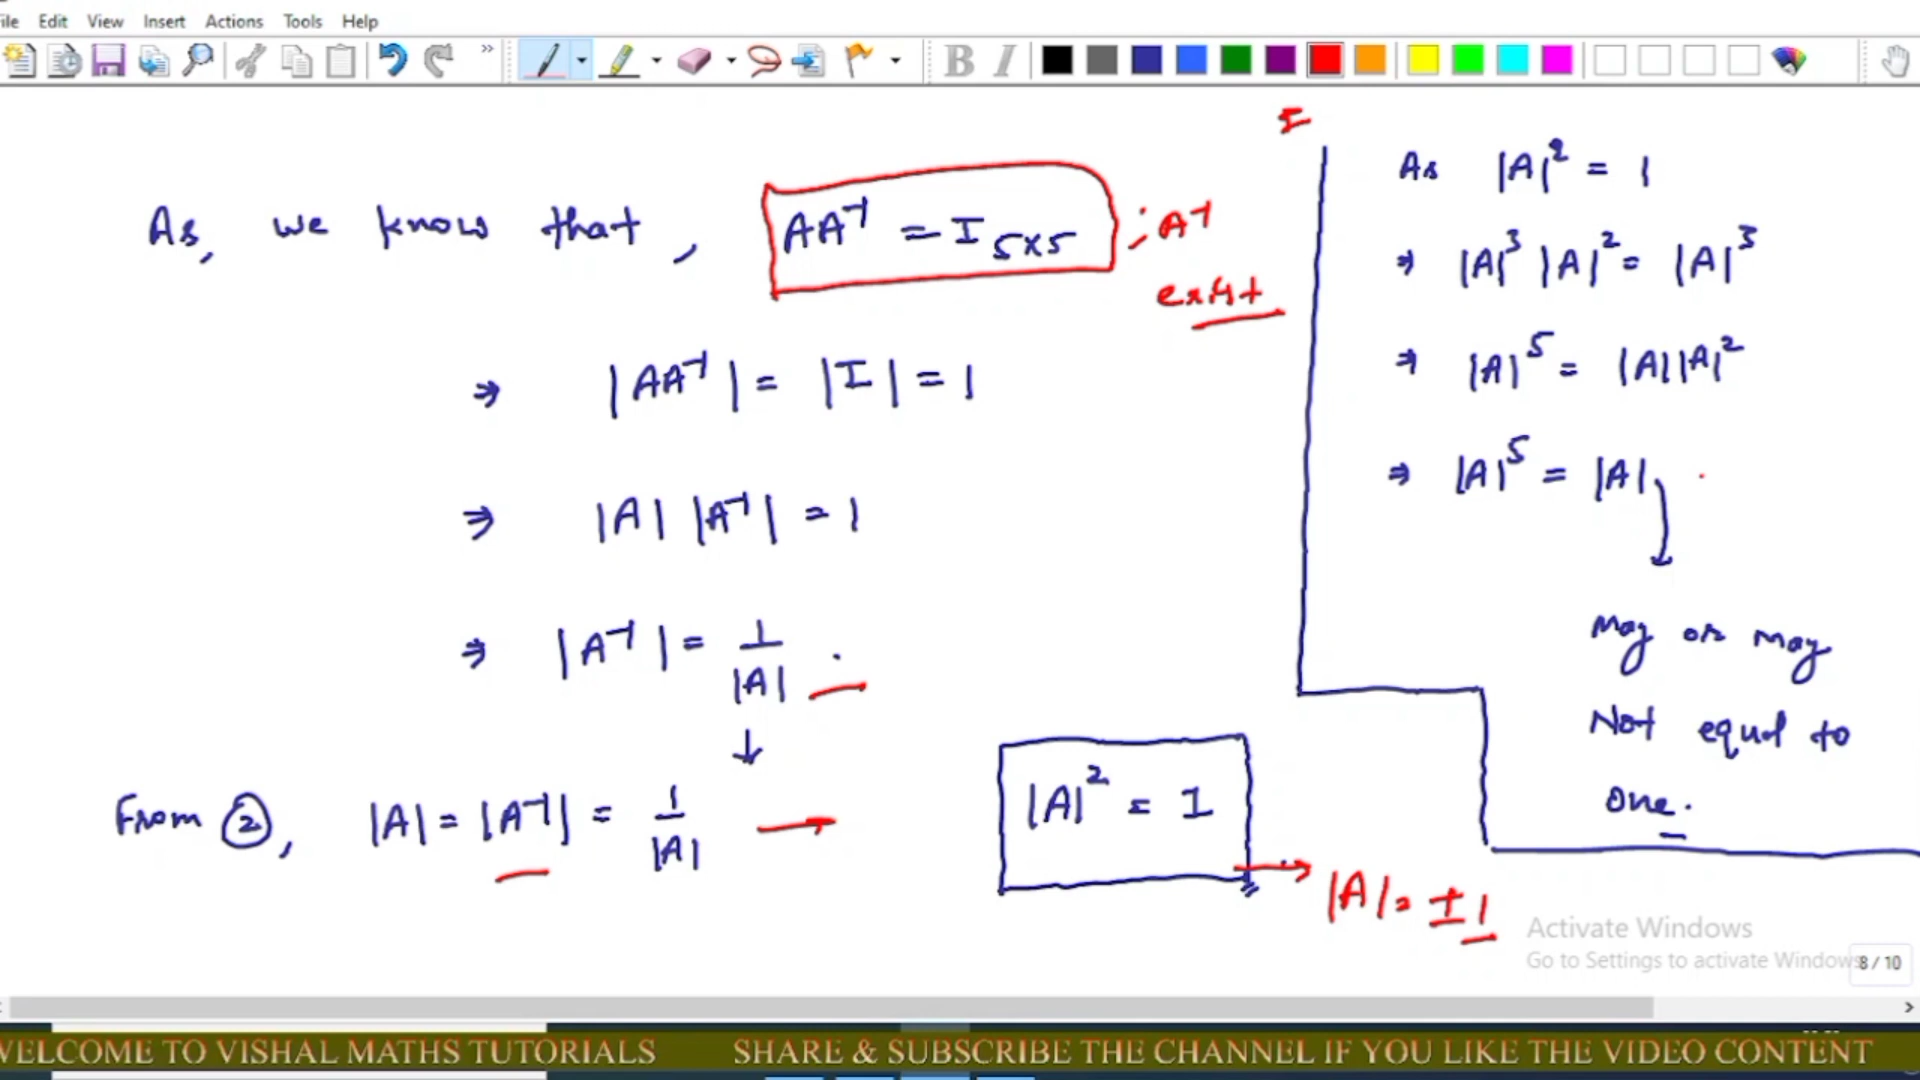 ile Edit View Insert Actions Tools Help
I
As, we know that, AA⁻¹ = I₅ₓ₅ ; A⁻¹
exist
⇒ |AA⁻¹| = |I| = 1
⇒ |A| |A⁻¹| = 1
⇒ |A⁻¹| = 1/|A|
↓
From ②, |A| = |A⁻¹| = 1/|A| →
|A|² = 1
→ |A| = ±1
As |A|² = 1
⇒ |A|³ |A|² = |A|³
⇒ |A|⁵ = |A||A|²
⇒ |A|⁵ = |A|
↓
May or may
Not equal to
one.
Activate Windows
Go to Settings to activate Windows
8 / 10
VELCOME TO VISHAL MATHS TUTORIALS SHARE & SUBSCRIBE THE CHANNEL IF YOU LIKE THE VIDEO CONTENT